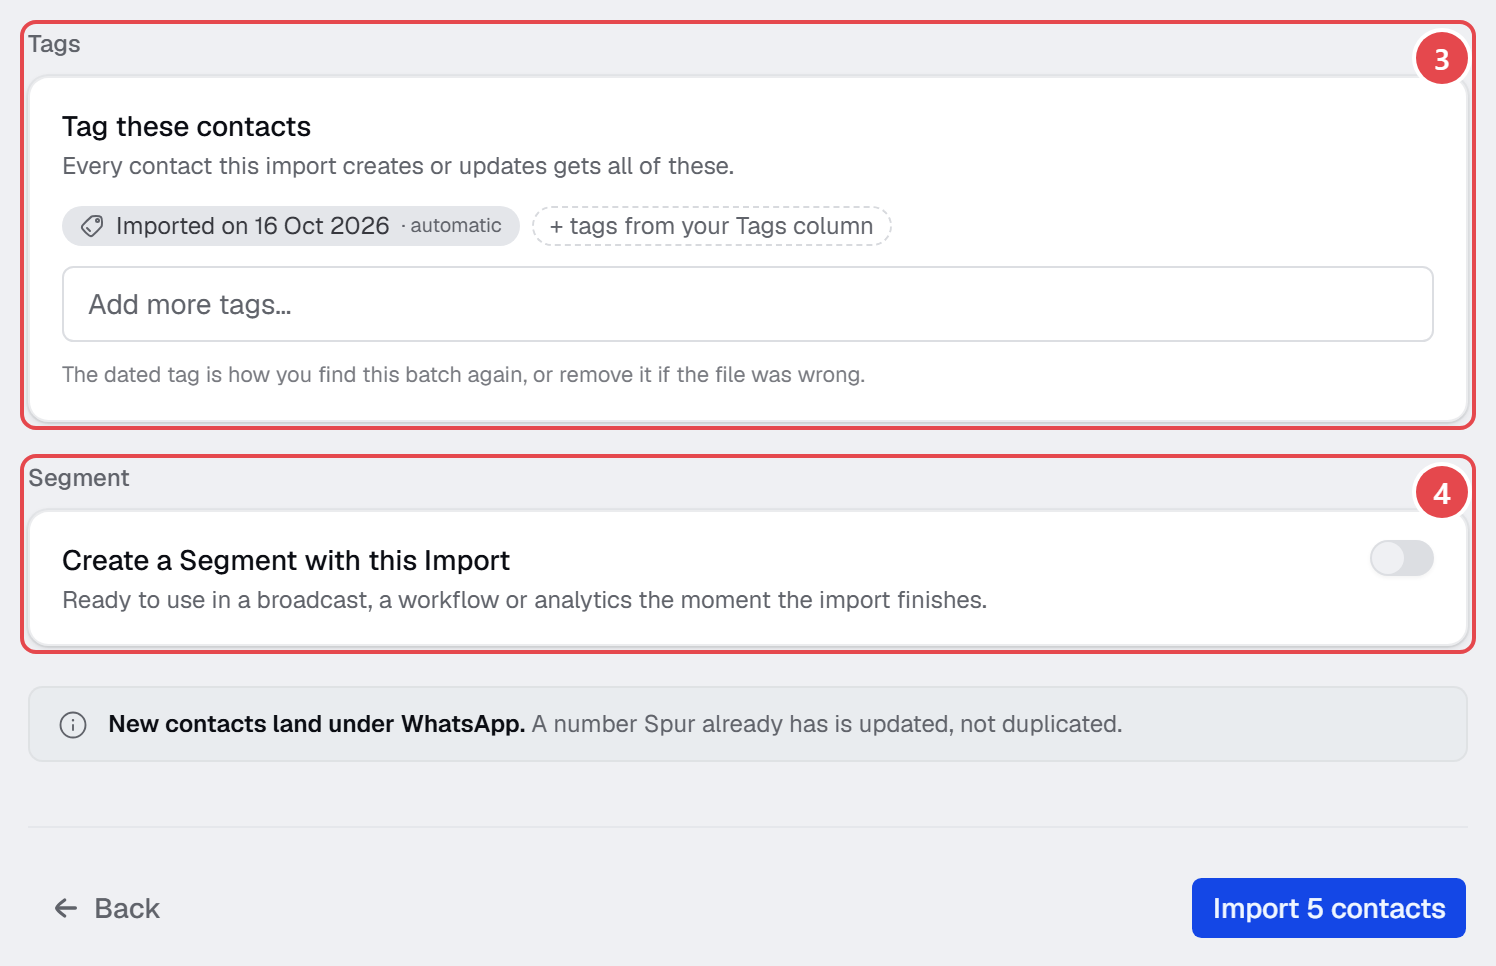 Tags
3
Tag these contacts
Every contact this import creates or updates gets all of these.
Imported on 16 Oct 2026 · automatic
+ tags from your Tags column
Add more tags...
The dated tag is how you find this batch again, or remove it if the file was wrong.
Segment
4
Create a Segment with this Import
Ready to use in a broadcast, a workflow or analytics the moment the import finishes.
New contacts land under WhatsApp. A number Spur already has is updated, not duplicated.
← Back
Import 5 contacts